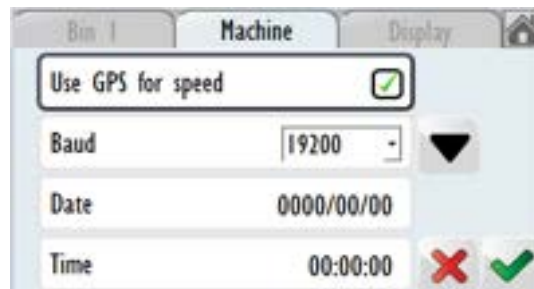 Bin 1 Machine Display
Use GPS for speed
Baud 19200
Date 0000/00/00
Time 00:00:00